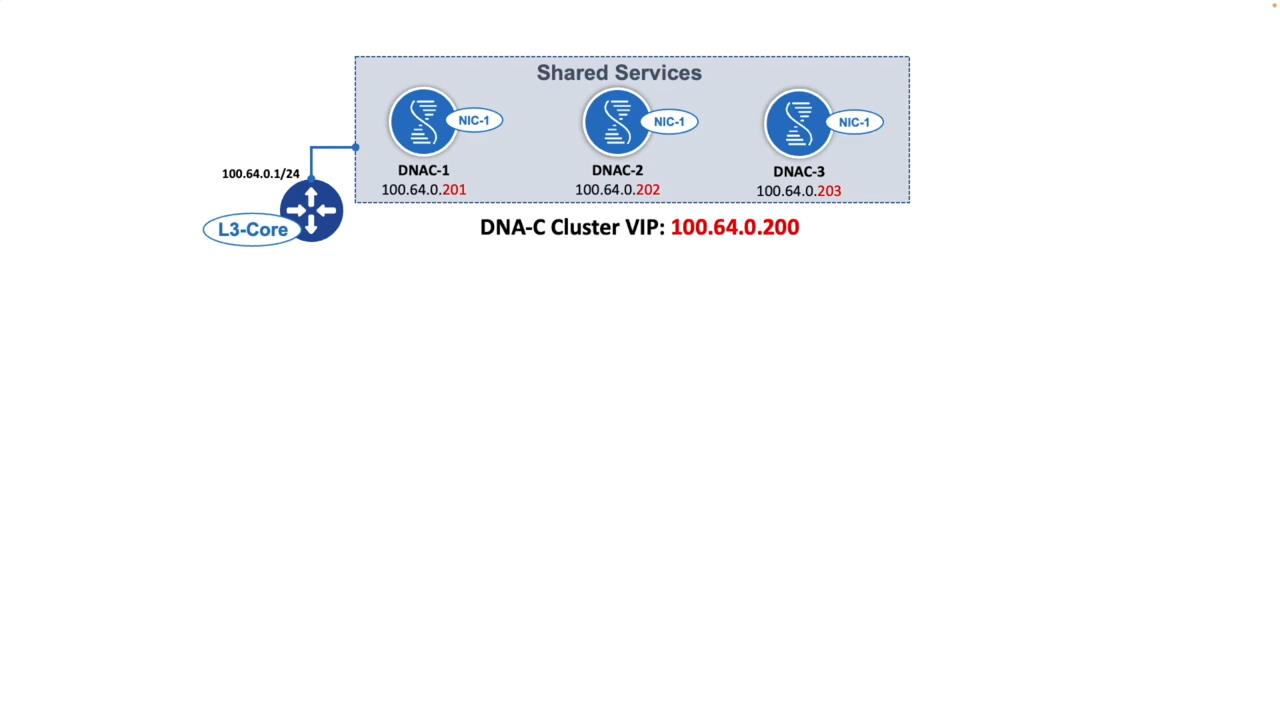 Shared Services
NIC-1
NIC-1
NIC-1
DNAC-1
DNAC-2
DNAC-3
100.64.0.201
100.64.0.202
100.64.0.203
100.64.0.1/24
L3-Core
DNA-C Cluster VIP: 100.64.0.200